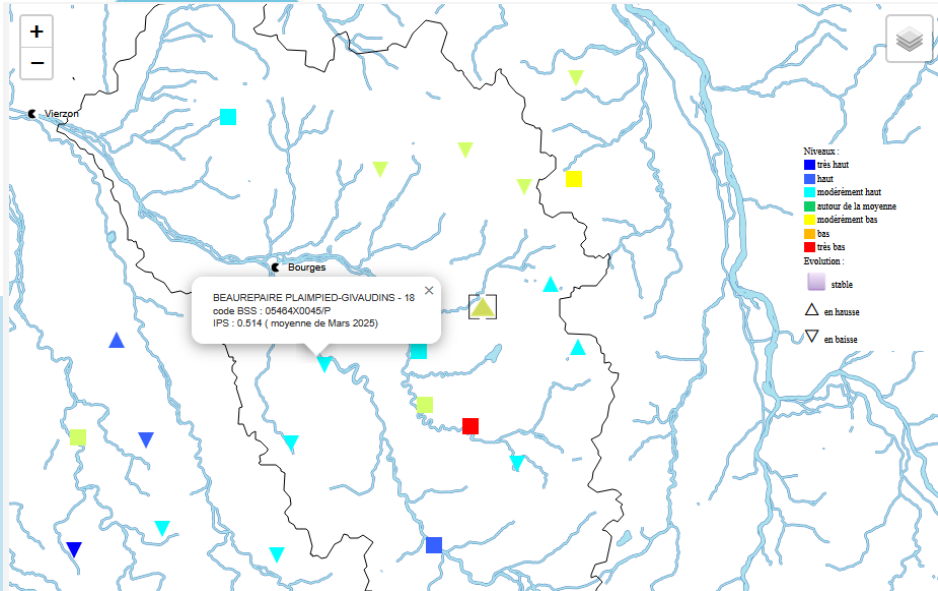 +
−
Vierzon
Bourges
BEAUREPAIRE PLAIMPIED-GIVAUDINS - 18
code BSS : 05464X0045/P
IPS : 0.514 ( moyenne de Mars 2025)
×
Niveaux :
très haut
haut
modérément haut
autour de la moyenne
modérément bas
bas
très bas
Evolution :
stable
en hausse
en baisse